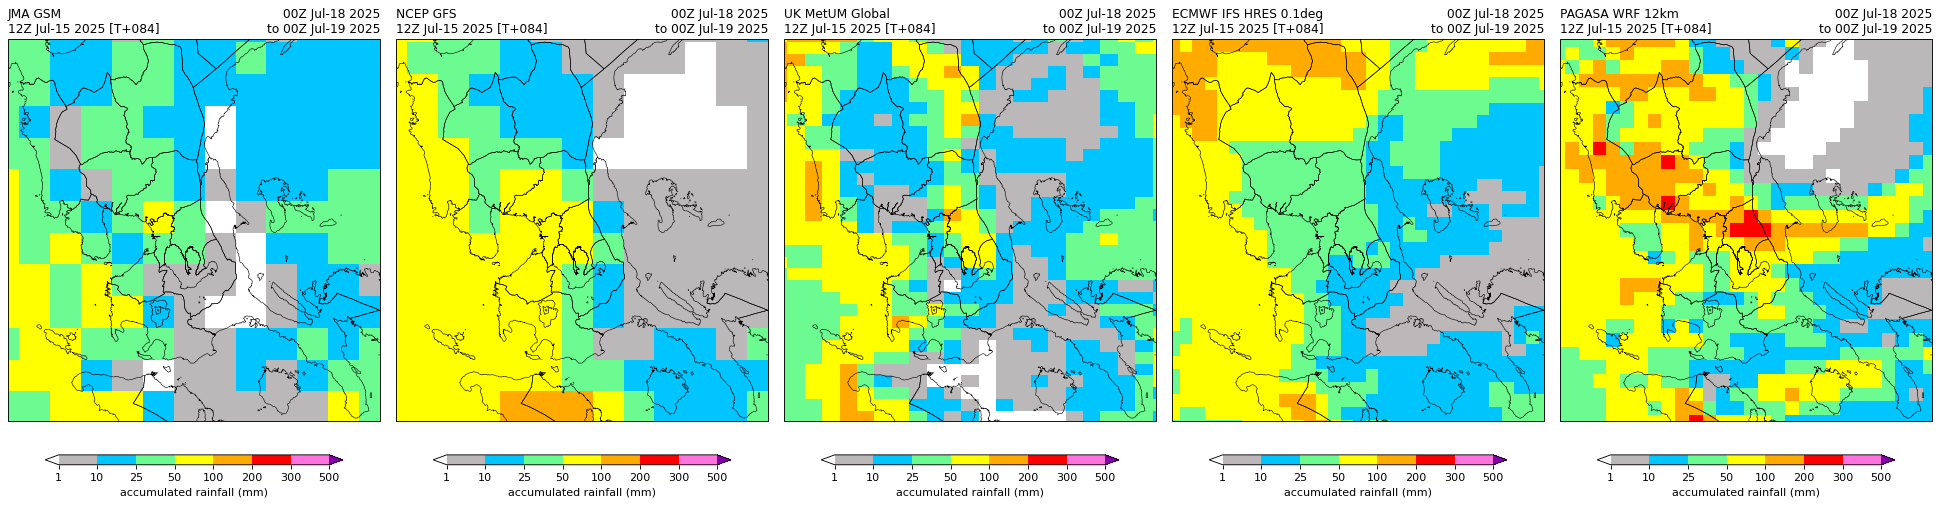 JMA GSM 00Z Jul-18 2025
12Z Jul-15 2025 [T+084] to 00Z Jul-19 2025
1 10 25 50 100 200 300 500
accumulated rainfall (mm)
NCEP GFS 00Z Jul-18 2025
12Z Jul-15 2025 [T+084] to 00Z Jul-19 2025
1 10 25 50 100 200 300 500
accumulated rainfall (mm)
UK MetUM Global 00Z Jul-18 2025
12Z Jul-15 2025 [T+084] to 00Z Jul-19 2025
1 10 25 50 100 200 300 500
accumulated rainfall (mm)
ECMWF IFS HRES 0.1deg 00Z Jul-18 2025
12Z Jul-15 2025 [T+084] to 00Z Jul-19 2025
1 10 25 50 100 200 300 500
accumulated rainfall (mm)
PAGASA WRF 12km 00Z Jul-18 2025
12Z Jul-15 2025 [T+084] to 00Z Jul-19 2025
1 10 25 50 100 200 300 500
accumulated rainfall (mm)